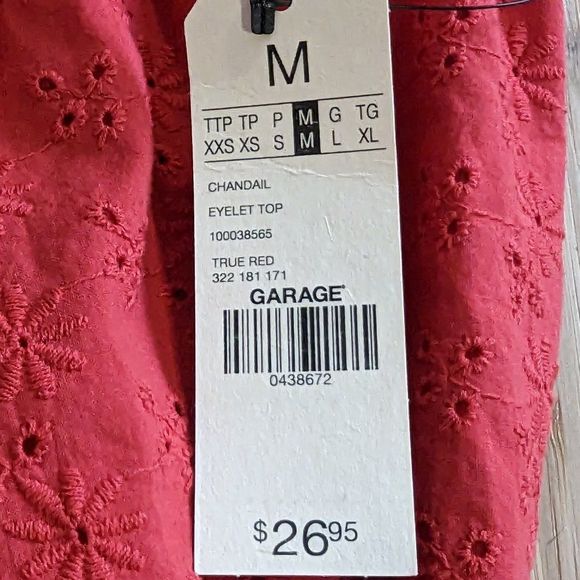 M
TTP TP P M G TG
XXS XS S M L XL
CHANDAIL
EYELET TOP
100038565
TRUE RED
322 181 171
GARAGE
0438672
$26.95